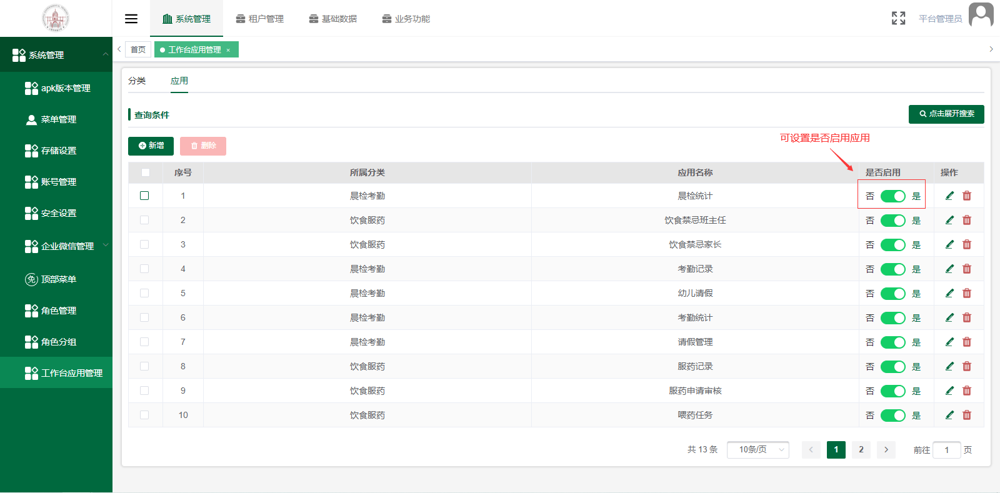 系统管理
租户管理
基础数据
业务功能
平台管理员
首页
工作台应用管理 ×
系统管理
apk版本管理
菜单管理
存储设置
账号管理
安全设置
企业微信管理
免 顶部菜单
角色管理
角色分组
工作台应用管理
分类 应用
查询条件
点击展开搜索
可设置是否启用应用
新增 删除
序号 所属分类 应用名称 是否启用 操作
1 晨检考勤 晨检统计 否 是
2 饮食服药 饮食禁忌班主任 否 是
3 饮食服药 饮食禁忌家长 否 是
4 晨检考勤 考勤记录 否 是
5 晨检考勤 幼儿请假 否 是
6 晨检考勤 考勤统计 否 是
7 晨检考勤 请假管理 否 是
8 饮食服药 服药记录 否 是
9 饮食服药 服药申请审核 否 是
10 饮食服药 喂药任务 否 是
共 13 条 10条/页 1 2 前往 1 页